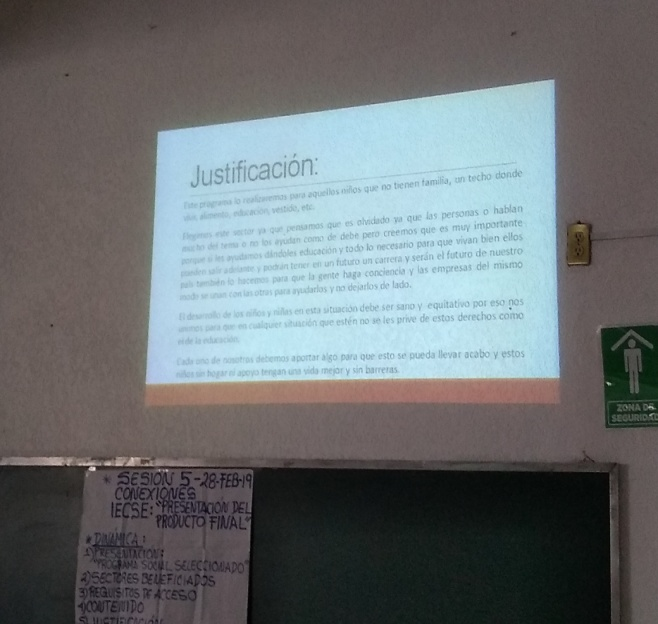 Justificación:
Este programa lo realizaremos para aquellos niños que no tienen familia, un techo donde
vivir, alimento, educación, vestido, etc.
Elegimos este sector ya que pensamos que es olvidado ya que las personas o hablan
mucho del tema o no los ayudan como de debe pero creemos que es muy importante
porque si les ayudamos dándoles educación y todo lo necesario para que vivan bien ellos
pueden salir adelante y podrán tener en un futuro un carrera y serán el futuro de nuestro
país también lo hacemos para que la gente haga conciencia y las empresas del mismo
modo se unan con las otras para ayudarlos y no dejarlos de lado.
El desarrollo de los niños y niñas en esta situación debe ser sano y equitativo por eso nos
unimos para que en cualquier situación que estén no se les prive de estos derechos como
el de la educación.
Cada uno de nosotros debemos aportar algo para que esto se pueda llevar acabo y estos
niños sin hogar ni apoyo tengan una vida mejor y sin barreras.
ZONA DE
SEGURIDAD
* SESIÓN 5-28-FEB-19
CONEXIONES
IECSE: "PRESENTACIÓN DEL
PRODUCTO FINAL"
* DINÁMICA:
1) PRESENTACIÓN:
"PROGRAMA SOCIAL SELECCIONADO"
2) SECTORES BENEFICIADOS
3) REQUISITOS DE ACCESO
4) CONTENIDO
5) JUSTIFICACIÓN